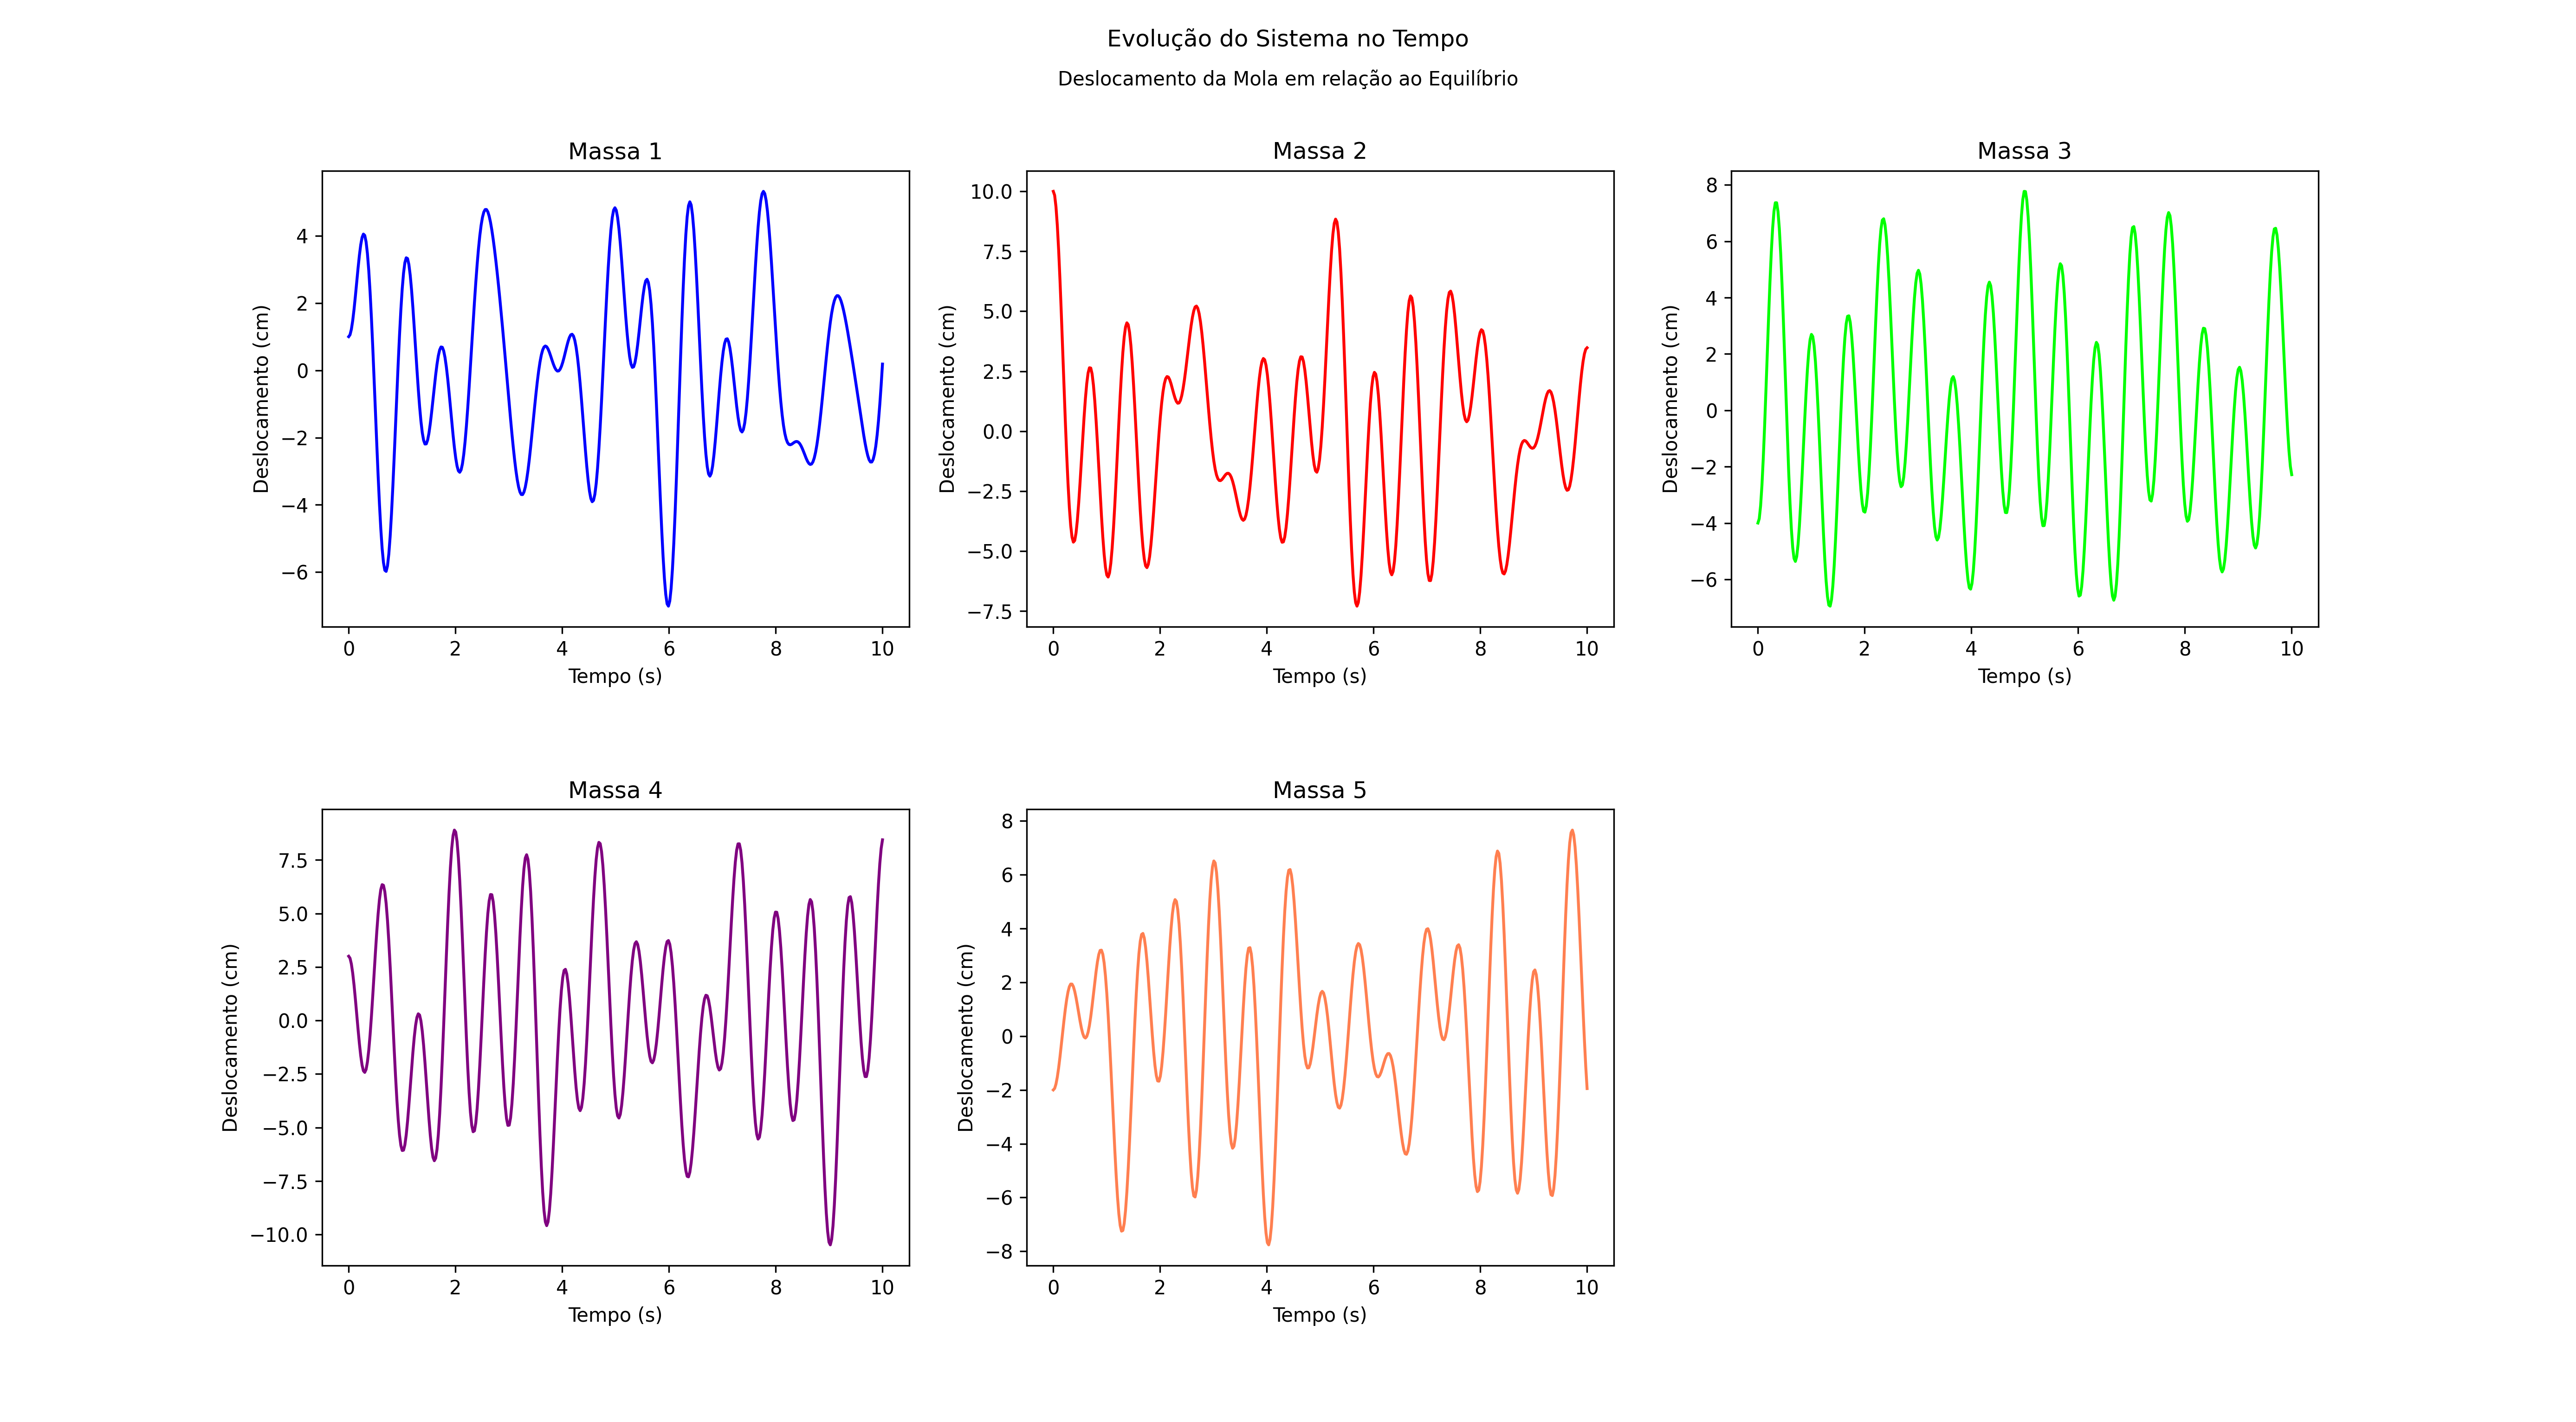 Evolução do Sistema no Tempo
Deslocamento da Mola em relação ao Equilíbrio
Massa 1
Deslocamento (cm)
4
2
0
−2
−4
−6
0 2 4 6 8 10
Tempo (s)
Massa 2
Deslocamento (cm)
10.0
7.5
5.0
2.5
0.0
−2.5
−5.0
−7.5
0 2 4 6 8 10
Tempo (s)
Massa 3
Deslocamento (cm)
8
6
4
2
0
−2
−4
−6
0 2 4 6 8 10
Tempo (s)
Massa 4
Deslocamento (cm)
7.5
5.0
2.5
0.0
−2.5
−5.0
−7.5
−10.0
0 2 4 6 8 10
Tempo (s)
Massa 5
Deslocamento (cm)
8
6
4
2
0
−2
−4
−6
−8
0 2 4 6 8 10
Tempo (s)